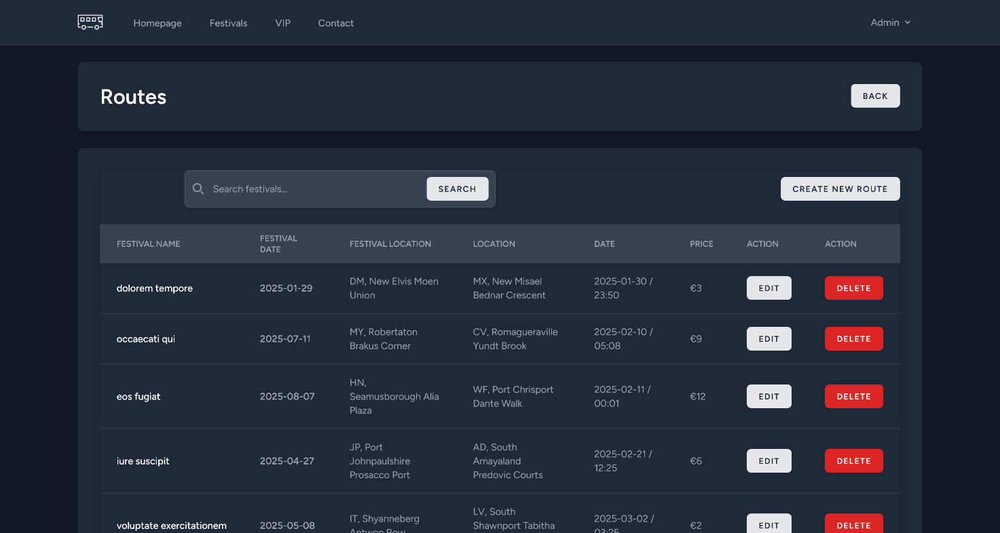 Homepage Festivals VIP Contact Admin
Routes BACK
Search festivals... SEARCH CREATE NEW ROUTE
FESTIVAL NAME FESTIVAL DATE FESTIVAL LOCATION LOCATION DATE PRICE ACTION ACTION
dolorem tempore 2025-01-29 DM, New Elvis Moen Union MX, New Misael Bednar Crescent 2025-01-30 / 23:50 €3 EDIT DELETE
occaecati qui 2025-07-11 MY, Robertaton Brakus Corner CV, Romagueraville Yundt Brook 2025-02-10 / 05:08 €9 EDIT DELETE
eos fugiat 2025-08-07 HN, Seamusborough Alia Plaza WF, Port Chrisport Dante Walk 2025-02-11 / 00:01 €12 EDIT DELETE
iure suscipit 2025-04-27 JP, Port Johnpaulshire Prosacco Port AD, South Amayaland Predovic Courts 2025-02-21 / 12:25 €6 EDIT DELETE
voluptate exercitationem 2025-05-08 IT, Shyanneberg Antwon Row LV, South Shawnport Tabitha 2025-03-02 / 03:25 €2 EDIT DELETE